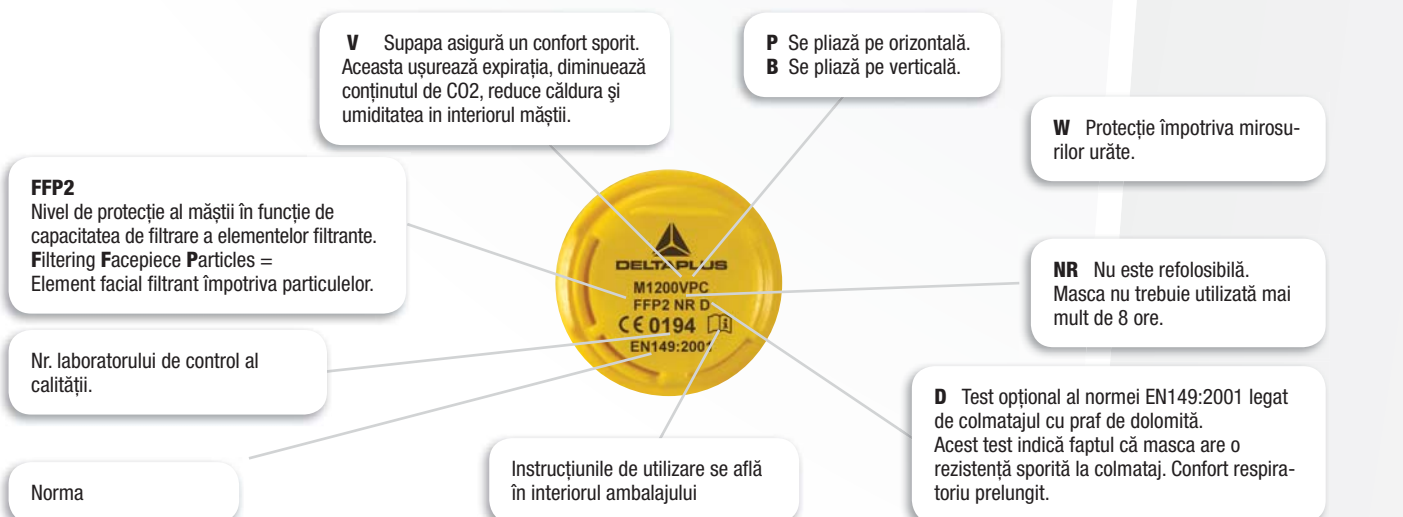 V Supapa asigură un confort sporit.
Aceasta ușurează expirația, diminuează
conținutul de CO2, reduce căldura şi
umiditatea in interiorul măștii.
P Se pliază pe orizontală.
B Se pliază pe verticală.
W Protecție împotriva mirosu-
rilor urăte.
FFP2
Nivel de protecție al măștii în funcție de
capacitatea de filtrare a elementelor filtrante.
Filtering Facepiece Particles =
Element facial filtrant împotriva particulelor.
DELTAPLUS
M1200VPC
FFP2 NR D
CE 0194
EN149:2001
NR Nu este refolosibilă.
Masca nu trebuie utilizată mai
mult de 8 ore.
Nr. laboratorului de control al
calității.
D Test opțional al normei EN149:2001 legat
de colmatajul cu praf de dolomită.
Acest test indică faptul că masca are o
rezistență sporită la colmataj. Confort respira-
toriu prelungit.
Instrucțiunile de utilizare se află
în interiorul ambalajului
Norma